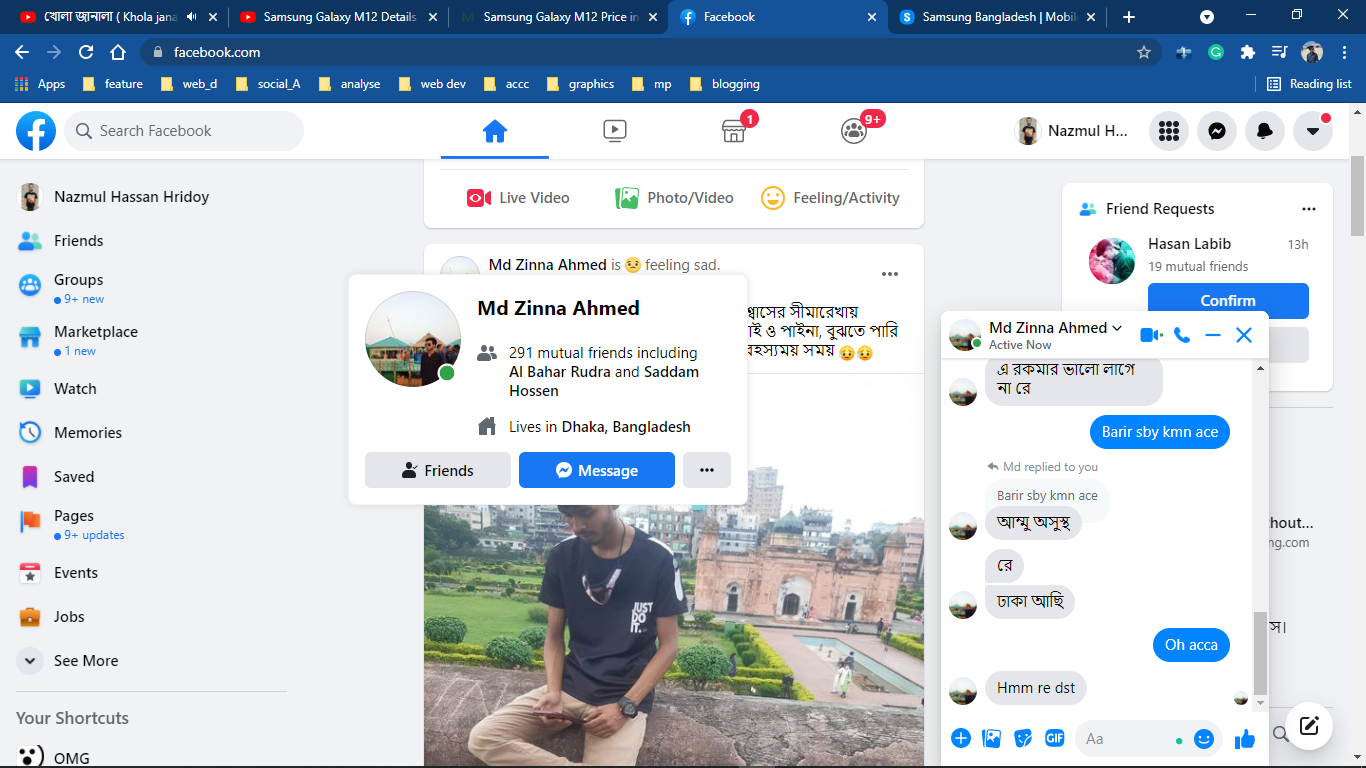 খোলা জানালা ( Khola jana
Samsung Galaxy M12 Details
Samsung Galaxy M12 Price in
Facebook
Samsung Bangladesh | Mobil
facebook.com
Apps
feature
web_d
social_A
analyse
web dev
accc
graphics
mp
blogging
Reading list
Search Facebook
1
9+
Nazmul H...
Nazmul Hassan Hridoy
Friends
Groups
9+ new
Marketplace
1 new
Watch
Memories
Saved
Pages
9+ updates
Events
Jobs
See More
Your Shortcuts
OMG
Live Video
Photo/Video
Feeling/Activity
Md Zinna Ahmed is 😟 feeling sad.
শ্বাসের সীমারেখায়
ই ও পাইনা, বুঝতে পারি
হস্যময় সময় 😥😥
Md Zinna Ahmed
291 mutual friends including
Al Bahar Rudra and Saddam
Hossen
Lives in Dhaka, Bangladesh
Friends
Message
JUST
DO IT.
Friend Requests
Hasan Labib
13h
19 mutual friends
Confirm
Md Zinna Ahmed
Active Now
এ রকমার ভালো লাগে
না রে
Barir sby kmn ace
Md replied to you
Barir sby kmn ace
আম্মু অসুস্থ
রে
ঢাকা আছি
Oh acca
Hmm re dst
GIF
Aa
thout...
ng.com
স।